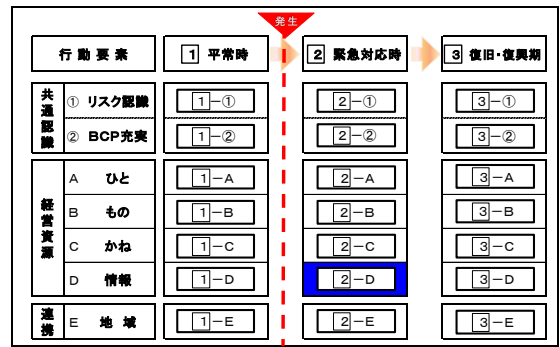 発生
行動要素 1 平常時 2 緊急対応時 3 復旧・復興期
共通認識
① リスク認識 1－① 2－① 3－①
② BCP充実 1－② 2－② 3－②
経営資源
A ひと 1－A 2－A 3－A
B もの 1－B 2－B 3－B
C かね 1－C 2－C 3－C
D 情報 1－D 2－D 3－D
連携
E 地域 1－E 2－E 3－E